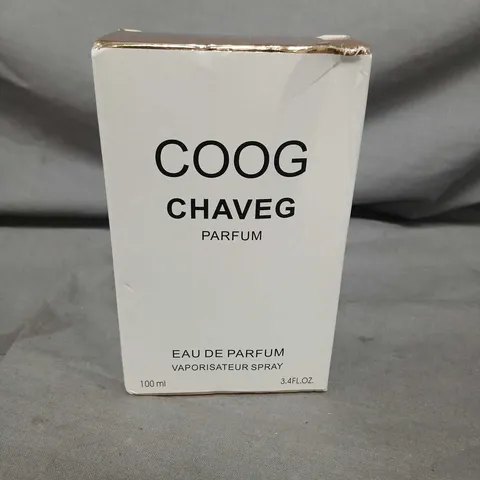 COOG
CHAVEG
PARFUM
EAU DE PARFUM
VAPORISATEUR SPRAY
100 ml 3.4FL.OZ.